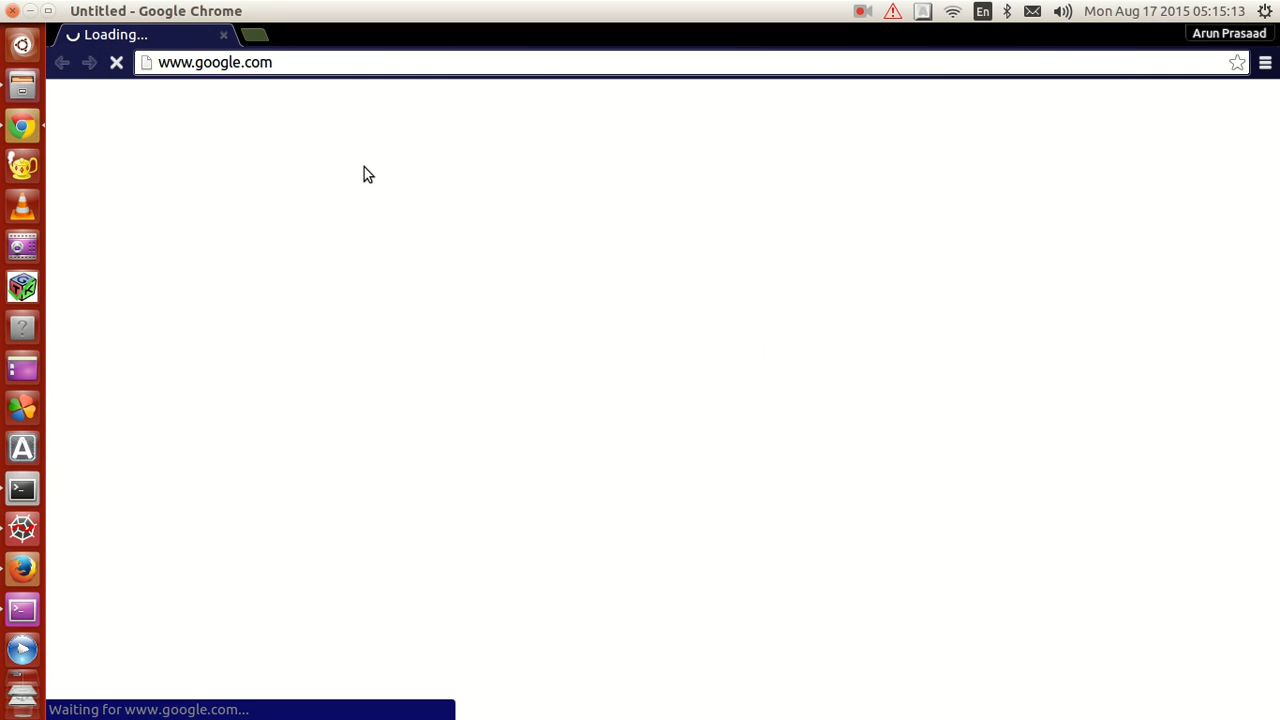 Untitled - Google Chrome
En
Mon Aug 17 2015 05:15:13
Loading...
Arun Prasaad
www.google.com
Waiting for www.google.com...